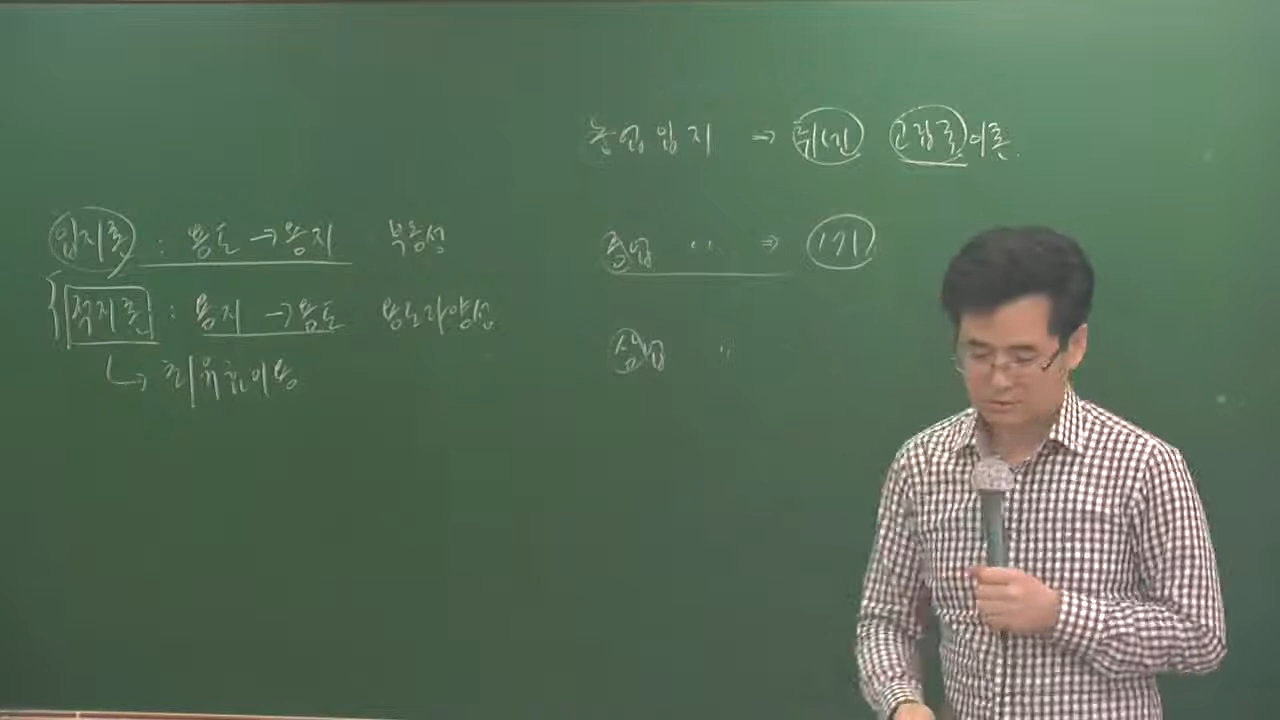 입지론 : 용도 → 용지 부동성
적지론 : 용지 → 용도 용도다양성
↳ 최유효이용
농업입지 ⇒ 튀넨 고립국이론.
공업 〃 ⇒
상업 〃